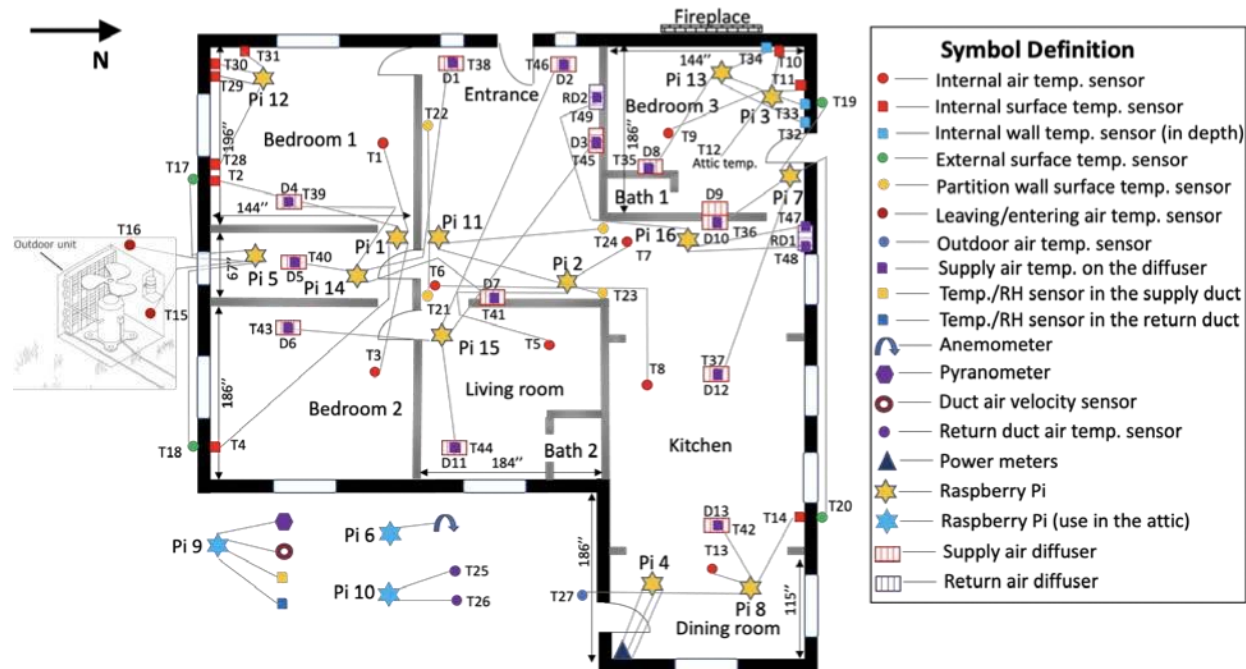 Fireplace
N
T31
T30
T29
Pi 12
D1
T38
Entrance
T46
D2
RD2
T49
144’’
T34
T10
Pi 13
T11
Bedroom 3
Pi 3
T33
T19
T32
T22
196’’
Bedroom 1
T1
D3
T45
186’’
T9
T12
Attic temp.
T35
D8
T28
T2
T17
D4
T39
144’’
Bath 1
D9
Pi 7
T16
Outdoor unit
Pi 1
Pi 11
T24
T7
Pi 16
D10
T36
T47
RD1
T48
67’’
Pi 5
D5
T40
Pi 14
T6
Pi 2
T21
D7
T41
T23
T15
T43
D6
Pi 15
T5
T3
T8
T37
D12
Living room
186’’
Bedroom 2
T18
T4
D11
T44
184’’
Bath 2
Kitchen
D13
T42
T14
T20
Pi 9
Pi 6
Pi 10
T25
T26
186’’
T27
T13
Pi 4
Pi 8
115’’
Dining room
Symbol Definition
Internal air temp. sensor
Internal surface temp. sensor
Internal wall temp. sensor (in depth)
External surface temp. sensor
Partition wall surface temp. sensor
Leaving/entering air temp. sensor
Outdoor air temp. sensor
Supply air temp. on the diffuser
Temp./RH sensor in the supply duct
Temp./RH sensor in the return duct
Anemometer
Pyranometer
Duct air velocity sensor
Return duct air temp. sensor
Power meters
Raspberry Pi
Raspberry Pi (use in the attic)
Supply air diffuser
Return air diffuser